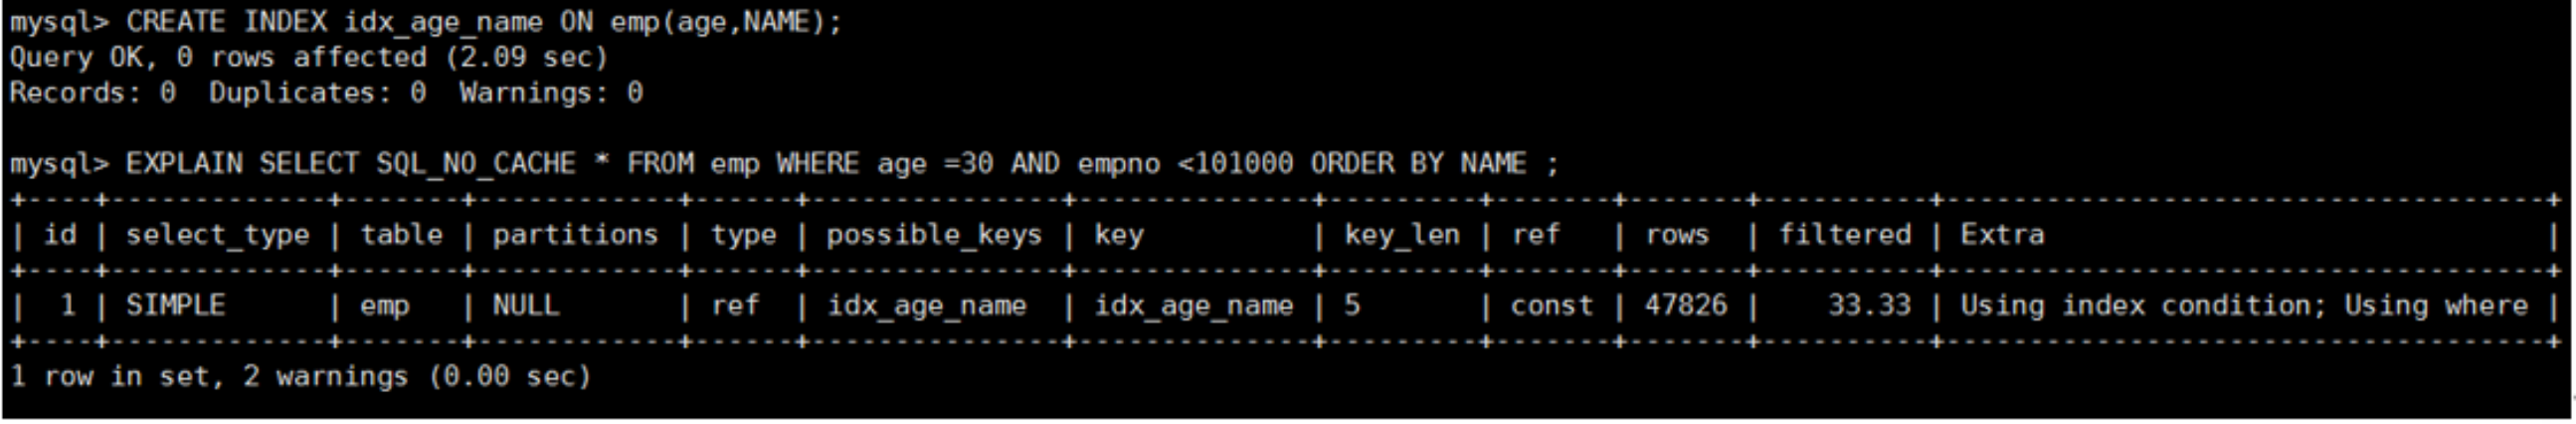 mysql> CREATE INDEX idx_age_name ON emp(age,NAME);
Query OK, 0 rows affected (2.09 sec)
Records: 0  Duplicates: 0  Warnings: 0
mysql> EXPLAIN SELECT SQL_NO_CACHE * FROM emp WHERE age =30 AND empno <101000 ORDER BY NAME ;
+----+-------------+-------+------------+------+---------------+--------------+---------+-------+-------+----------+------------------------------------+
| id | select_type | table | partitions | type | possible_keys | key          | key_len | ref   | rows  | filtered | Extra                              |
+----+-------------+-------+------------+------+---------------+--------------+---------+-------+-------+----------+------------------------------------+
|  1 | SIMPLE      | emp   | NULL       | ref  | idx_age_name  | idx_age_name | 5       | const | 47826 |    33.33 | Using index condition; Using where |
+----+-------------+-------+------------+------+---------------+--------------+---------+-------+-------+----------+------------------------------------+
1 row in set, 2 warnings (0.00 sec)